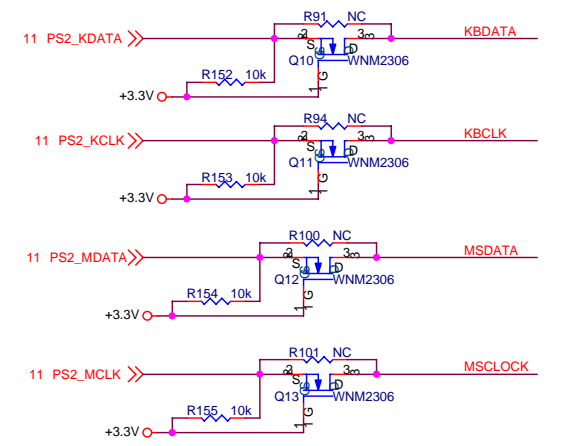 R91 NC
11 PS2_KDATA 2 3 KBDATA
S D
Q10 WNM2306
R152 10k
1 G
+3.3V
R94 NC
11 PS2_KCLK 2 3 KBCLK
S D
Q11 WNM2306
R153 10k
1 G
+3.3V
R100 NC
11 PS2_MDATA 2 3 MSDATA
S D
Q12 WNM2306
R154 10k
1 G
+3.3V
R101 NC
11 PS2_MCLK 2 3 MSCLOCK
S D
Q13 WNM2306
R155 10k
1 G
+3.3V